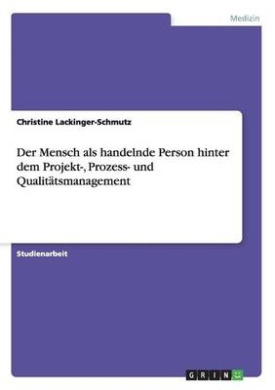 Medizin
Christine Lackinger-Schmutz
Der Mensch als handelnde Person hinter
dem Projekt-, Prozess- und
Qualitätsmanagement
Studienarbeit
GRIN